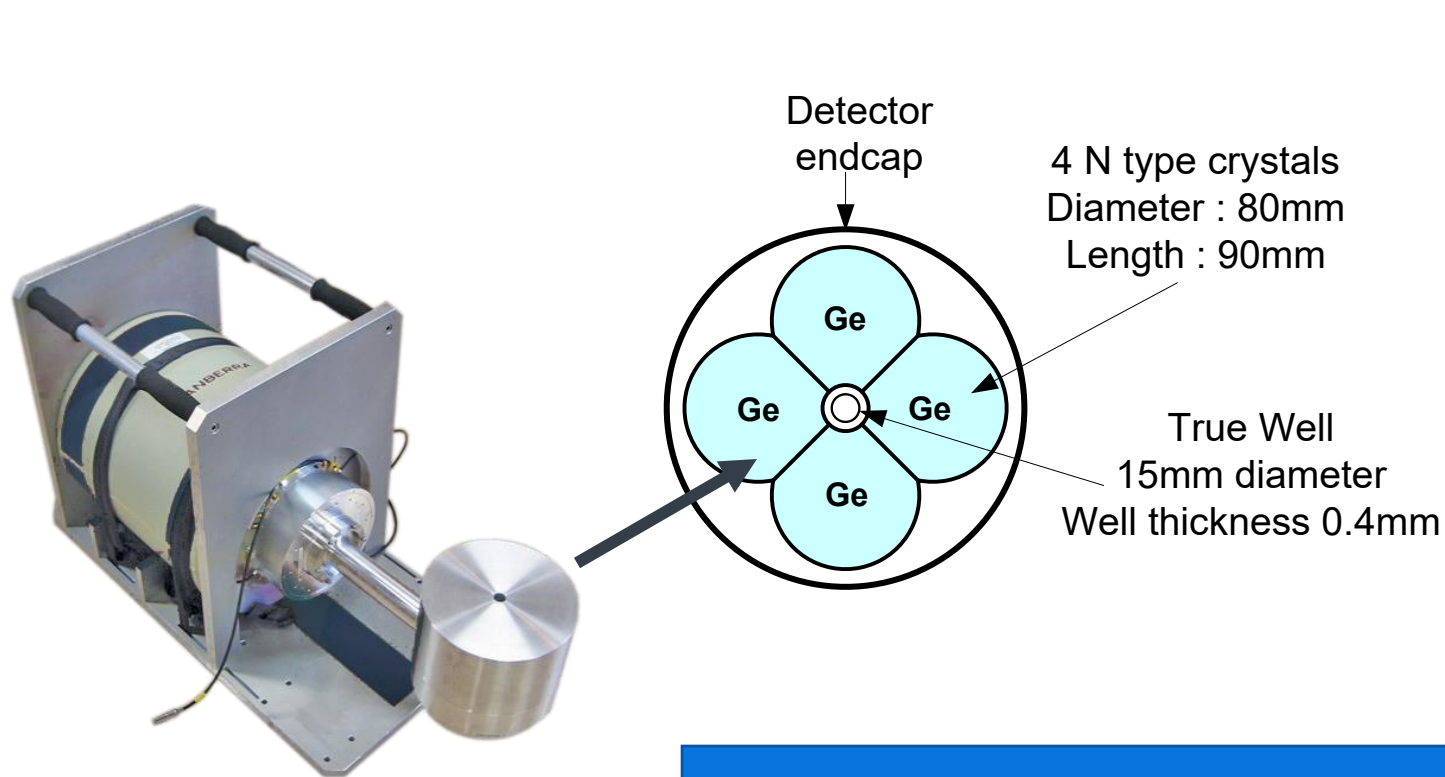 Detector
endcap
4 N type crystals
Diameter : 80mm
Length : 90mm
Ge
Ge
Ge
Ge
True Well
15mm diameter
Well thickness 0.4mm
ANBERRA